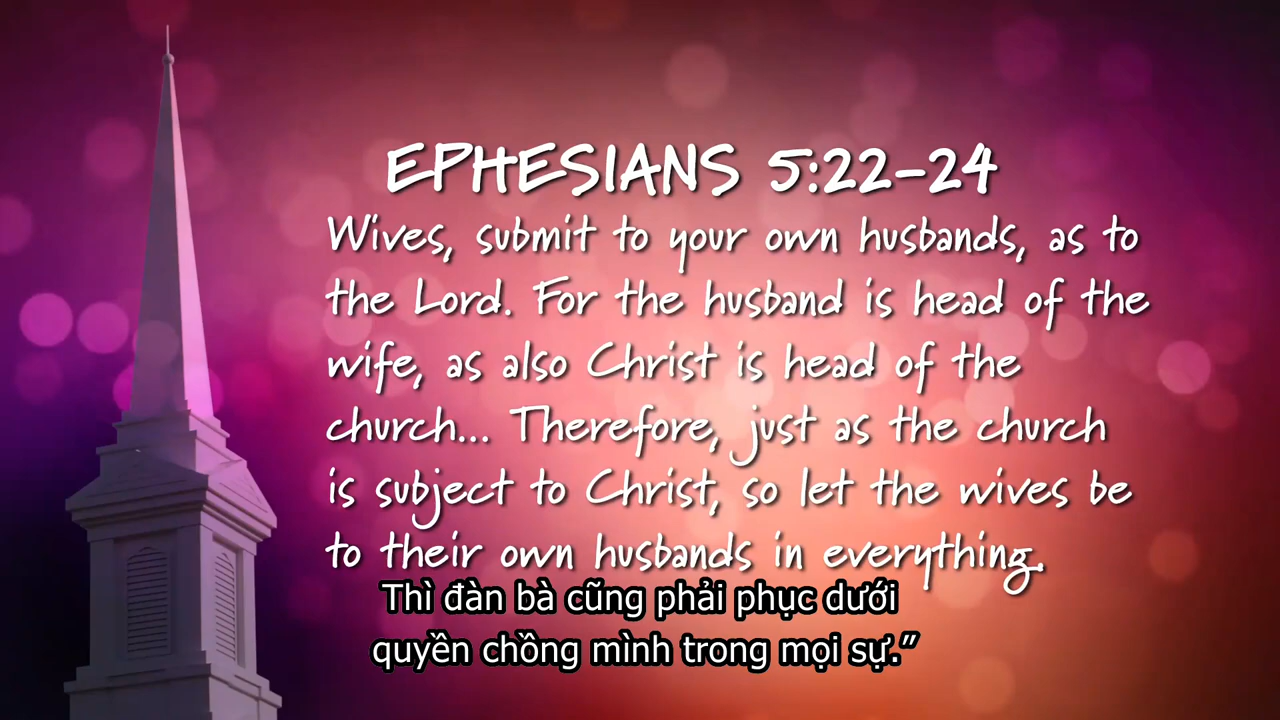 EPHESIANS 5:22-24
Wives, submit to your own husbands, as to
the Lord. For the husband is head of the
wife, as also Christ is head of the
church... Therefore, just as the church
is subject to Christ, so let the wives be
to their own husbands in everything.
Thì đàn bà cũng phải phục dưới
quyền chồng mình trong mọi sự.”